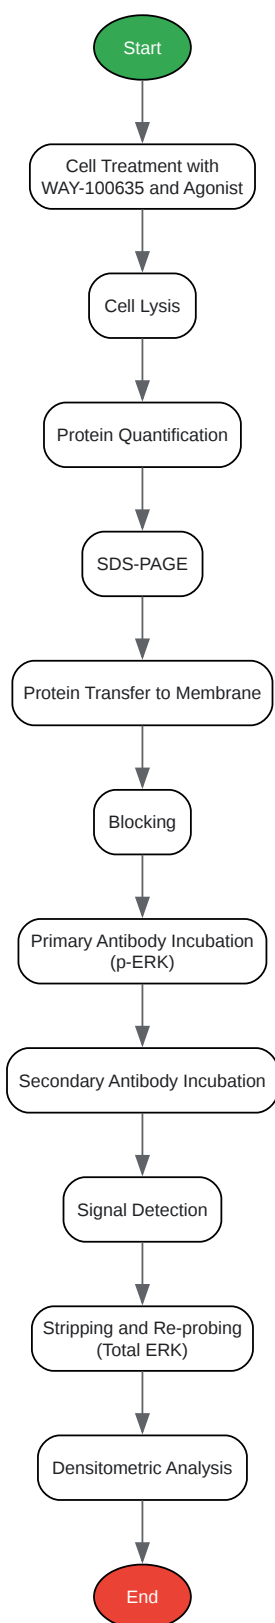 Start
Cell Treatment with
WAY-100635 and Agonist
Cell Lysis
Protein Quantification
SDS-PAGE
Protein Transfer to Membrane
Blocking
Primary Antibody Incubation
(p-ERK)
Secondary Antibody Incubation
Signal Detection
Stripping and Re-probing
(Total ERK)
Densitometric Analysis
End